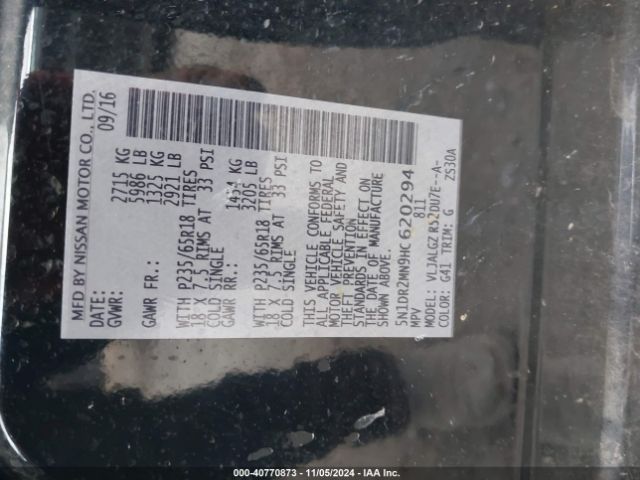 MFD BY NISSAN MOTOR CO., LTD.
DATE: 09/16
GVWR: 2715 KG
5986 LB
GAWR FR.: 1325 KG
2921 LB
WITH P235/65R18 TIRES
18 X 7.5 RIMS AT 33 PSI
COLD SINGLE
GAWR RR.: 1454 KG
3205 LB
WITH P235/65R18 TIRES
18 X 7.5 RIMS AT 33 PSI
COLD SINGLE
THIS VEHICLE CONFORMS TO
ALL APPLICABLE FEDERAL
MOTOR VEHICLE SAFETY AND
THEFT PREVENTION
STANDARDS IN EFFECT ON
THE DATE OF MANUFACTURE
SHOWN ABOVE.
5N1DR2MN9HC620294
MPV 811
MODEL: VLJALGZ R52DU7E--A-
COLOR: G41 TRIM: G ZS30A
000-40770873 - 11/05/2024 - IAA Inc.